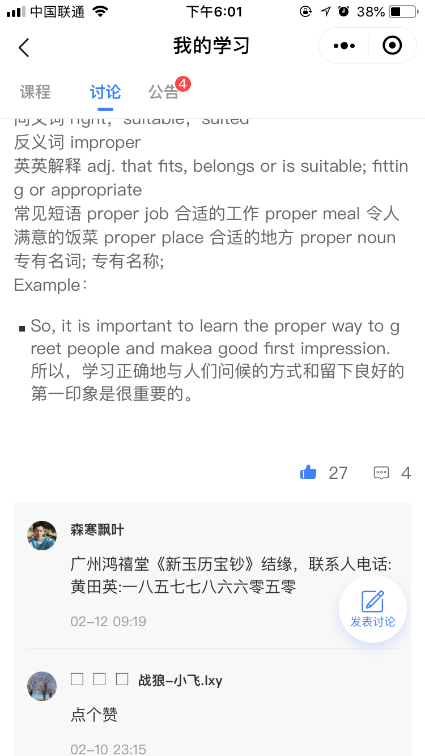 中国联通 下午6:01 38%
我的学习
课程 讨论 公告 4
同义词 right，suitable，suited
反义词 improper
英英解释 adj. that fits, belongs or is suitable; fittin
g or appropriate
常见短语 proper job 合适的工作 proper meal 令人
满意的饭菜 proper place 合适的地方 proper noun
专有名词; 专有名称;
Example：
So, it is important to learn the proper way to g
reet people and makea good first impression.
所以，学习正确地与人们问候的方式和留下良好的
第一印象是很重要的。
27 4
森寒飘叶
广州鸿禧堂《新玉历宝钞》结缘，联系人电话:
黄田英:一八五七七八六六零五零
02-12 09:19
发表讨论
战狼–小飞.lxy
点个赞
02-10 23:15